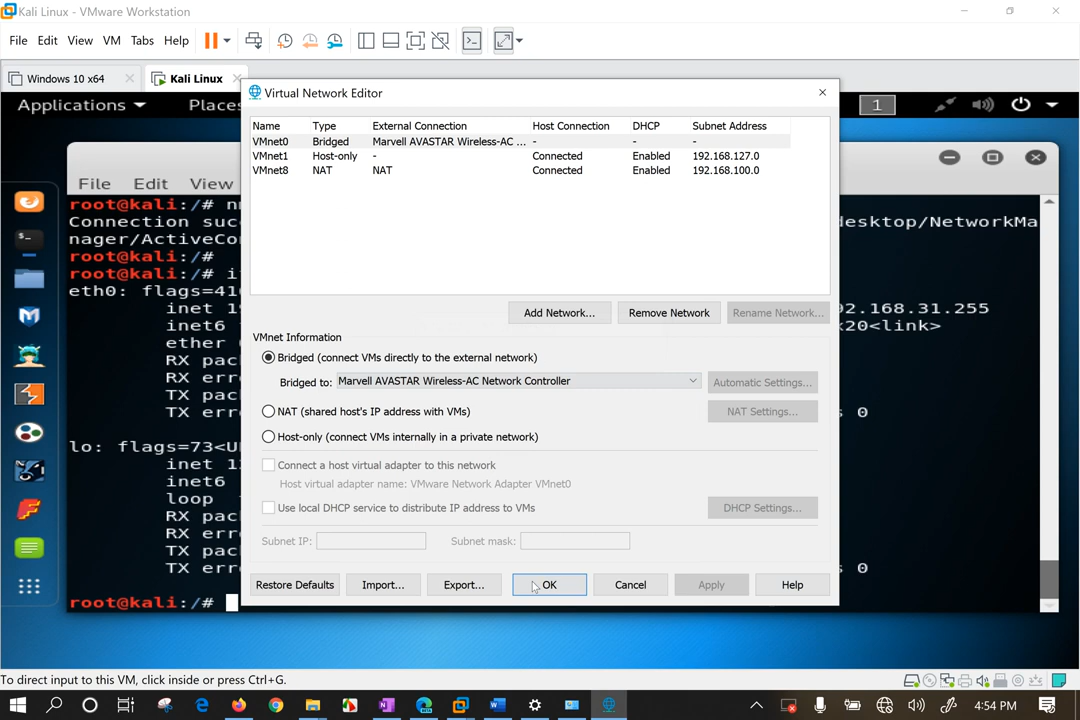 Kali Linux - VMware Workstation
File Edit View VM Tabs Help
Windows 10 x64
Kali Linux
Applications
Places
1
Virtual Network Editor
Name Type External Connection Host Connection DHCP Subnet Address
VMnet0 Bridged Marvell AVASTAR Wireless-AC ... - - -
VMnet1 Host-only - Connected Enabled 192.168.127.0
VMnet8 NAT NAT Connected Enabled 192.168.100.0
Add Network... Remove Network Rename Network...
VMnet Information
Bridged (connect VMs directly to the external network)
Bridged to: Marvell AVASTAR Wireless-AC Network Controller Automatic Settings...
NAT (shared host's IP address with VMs) NAT Settings...
Host-only (connect VMs internally in a private network)
Connect a host virtual adapter to this network
Host virtual adapter name: VMware Network Adapter VMnet0
Use local DHCP service to distribute IP address to VMs DHCP Settings...
Subnet IP: Subnet mask:
Restore Defaults Import... Export... OK Cancel Apply Help
File Edit View
root@kali:/#
Connection
nager/ActiveCo
desktop/NetworkMa
root@kali:/#
root@kali:/#
eth0: flags=41
inet 1
92.168.31.255
inet6
x20<link>
ether
RX pac
RX err
TX pac
TX err
s 0
lo: flags=73<U
inet 1
inet6
loop
RX pac
RX err
TX pac
TX err
s 0
root@kali:/#
To direct input to this VM, click inside or press Ctrl+G.
4:54 PM